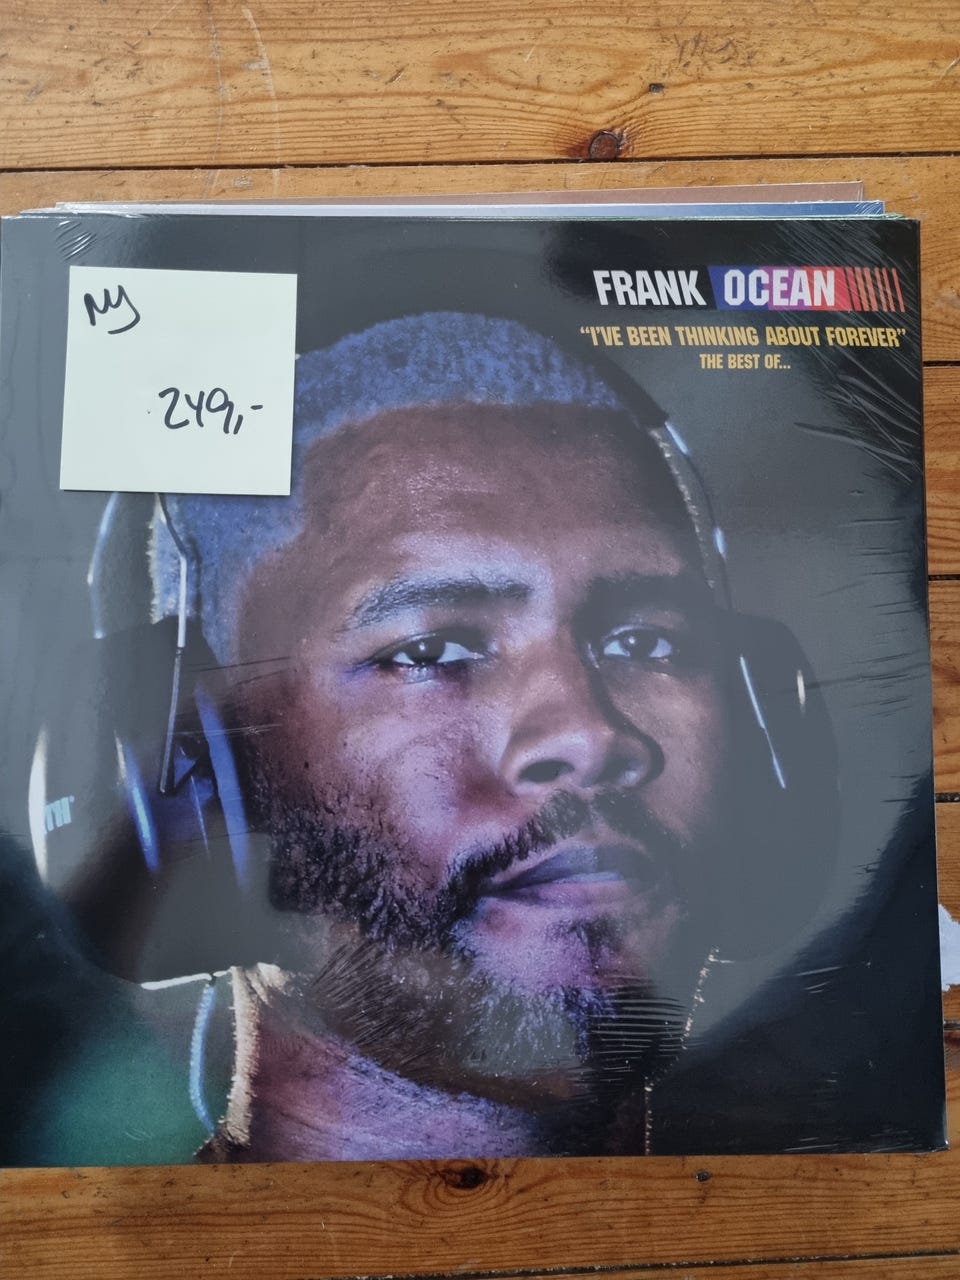 Ny
249,-
FRANK OCEAN
“I'VE BEEN THINKING ABOUT FOREVER”
THE BEST OF...